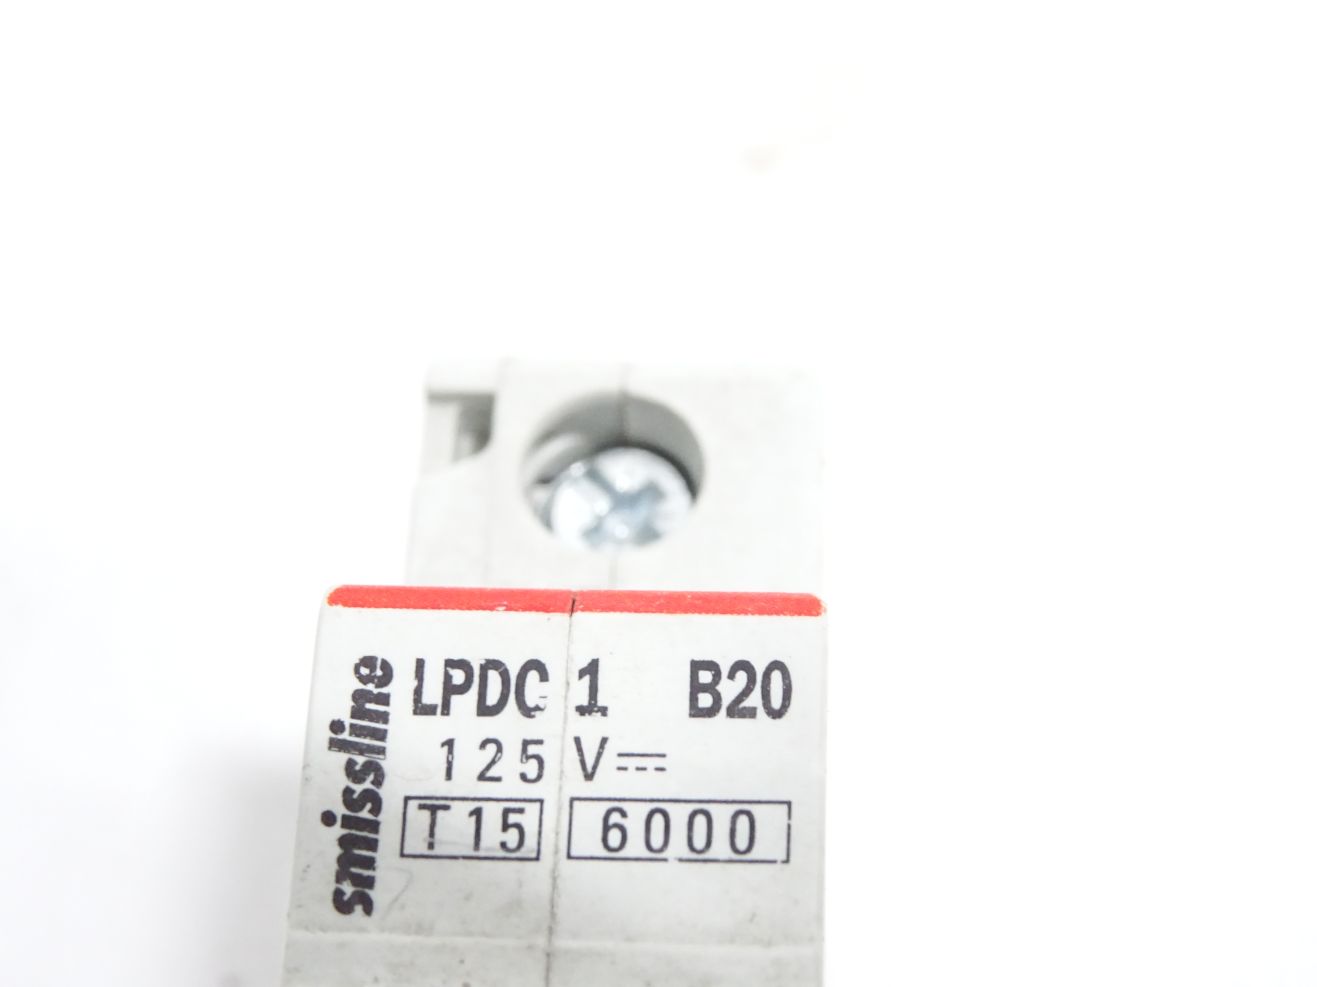 smissline
LPDC 1 B20
125 V⎓
T15 6000